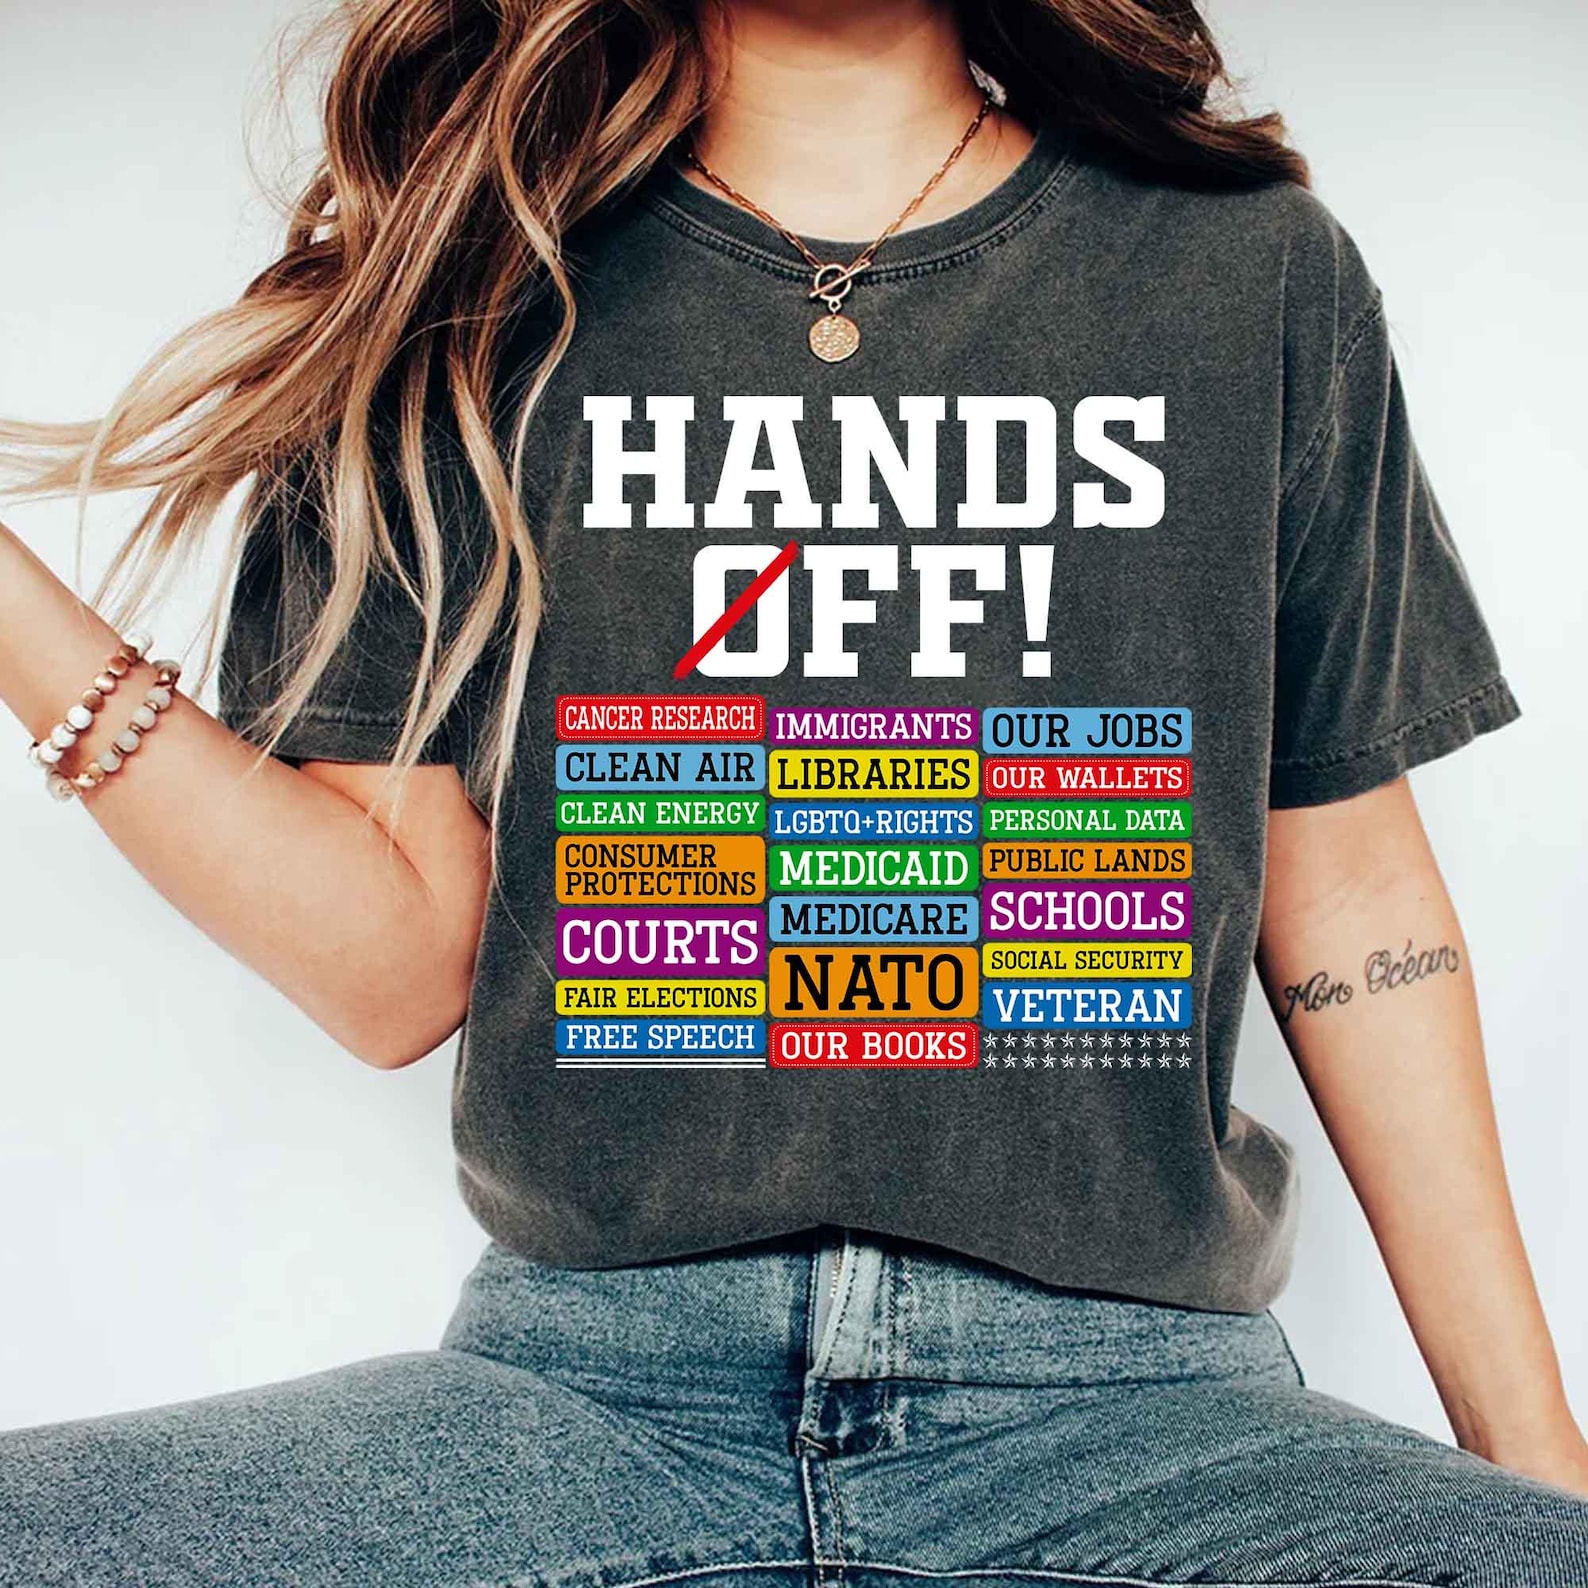 HANDS
OFF!
CANCER RESEARCH
CLEAN AIR
CLEAN ENERGY
CONSUMER
PROTECTIONS
COURTS
FAIR ELECTIONS
FREE SPEECH
IMMIGRANTS
LIBRARIES
LGBTQ+RIGHTS
MEDICAID
MEDICARE
NATO
OUR BOOKS
OUR JOBS
OUR WALLETS
PERSONAL DATA
PUBLIC LANDS
SCHOOLS
SOCIAL SECURITY
VETERAN
Mon Océan